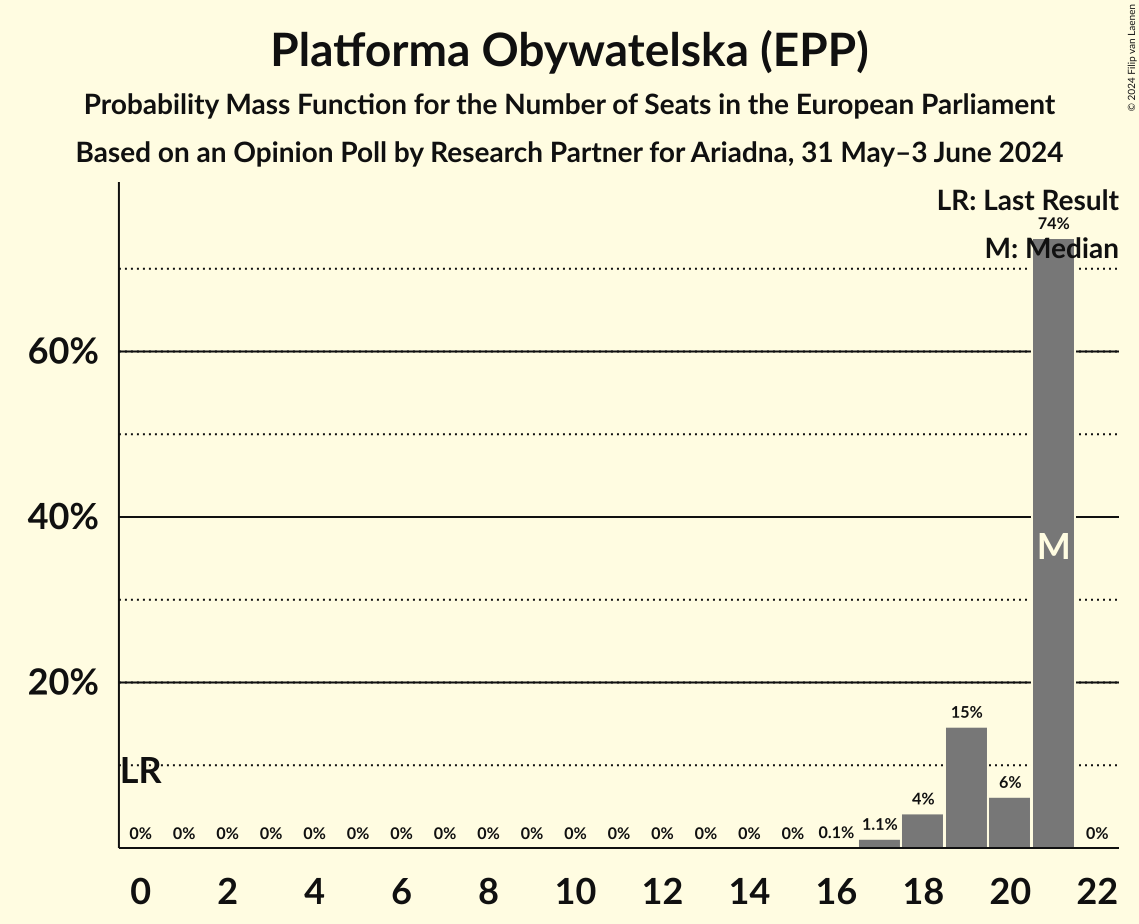 Platforma Obywatelska (EPP)
Probability Mass Function for the Number of Seats in the European Parliament
Based on an Opinion Poll by Research Partner for Ariadna, 31 May–3 June 2024
© 2024 Filip van Laenen
LR: Last Result
74%
M: Median
60%
40%
M
20%
15%
LR
6%
4%
0% 0% 0% 0% 0% 0% 0% 0% 0% 0% 0% 0% 0% 0% 0% 0% 0.1% 1.1% 0%
0 2 4 6 8 10 12 14 16 18 20 22